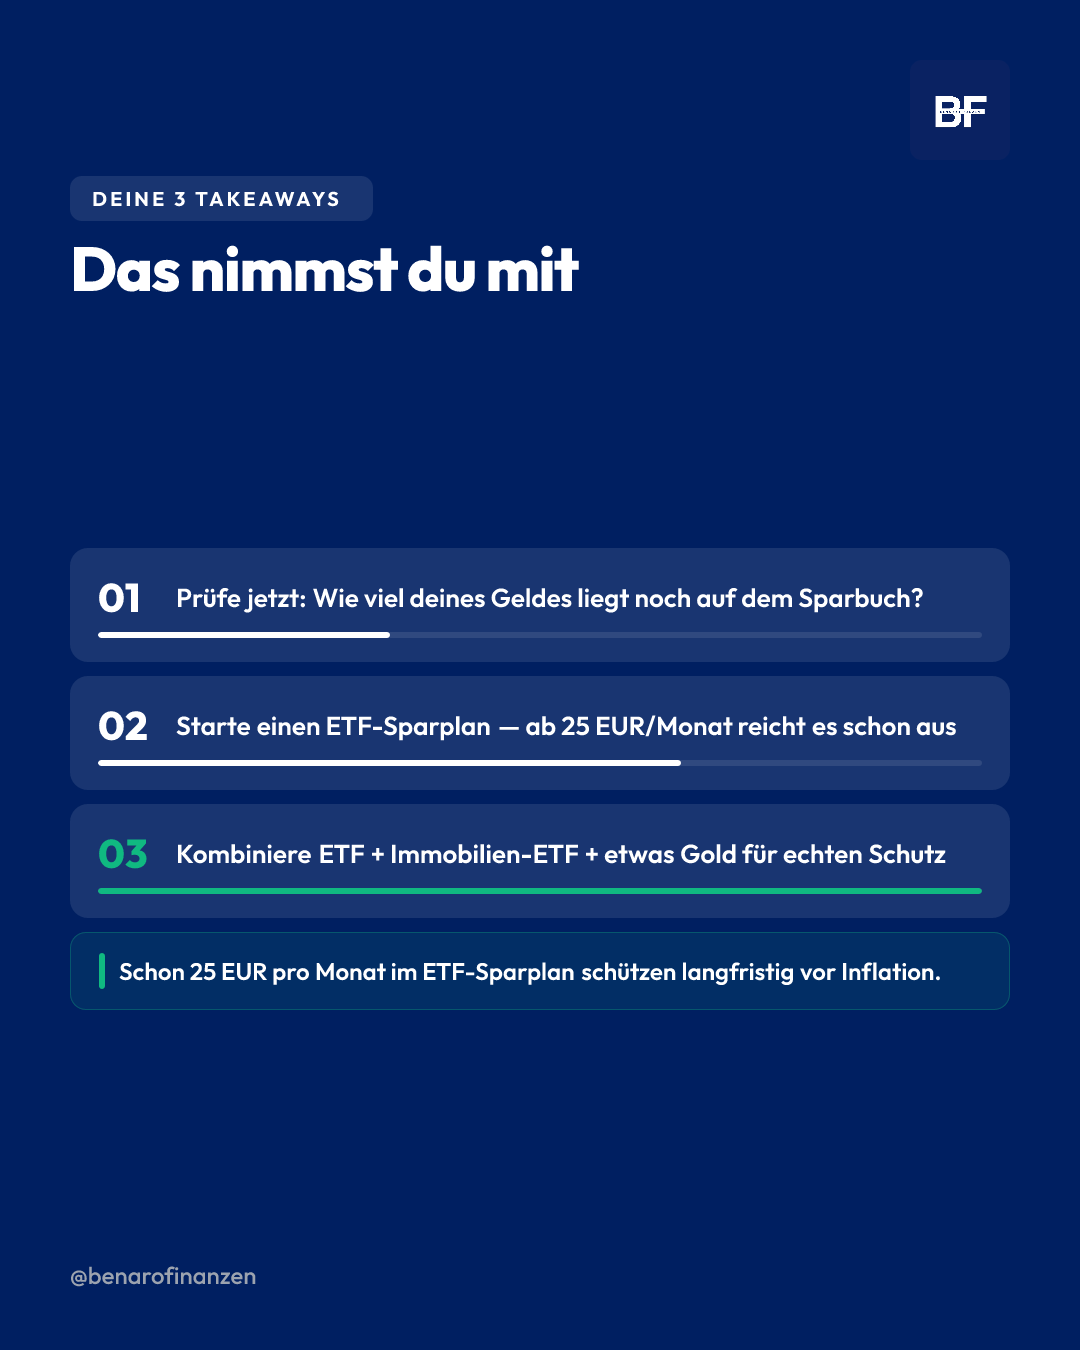 BF
DEINE 3 TAKEAWAYS
Das nimmst du mit
01 Prüfe jetzt: Wie viel deines Geldes liegt noch auf dem Sparbuch?
02 Starte einen ETF-Sparplan — ab 25 EUR/Monat reicht es schon aus
03 Kombiniere ETF + Immobilien-ETF + etwas Gold für echten Schutz
Schon 25 EUR pro Monat im ETF-Sparplan schützen langfristig vor Inflation.
@benarofinanzen